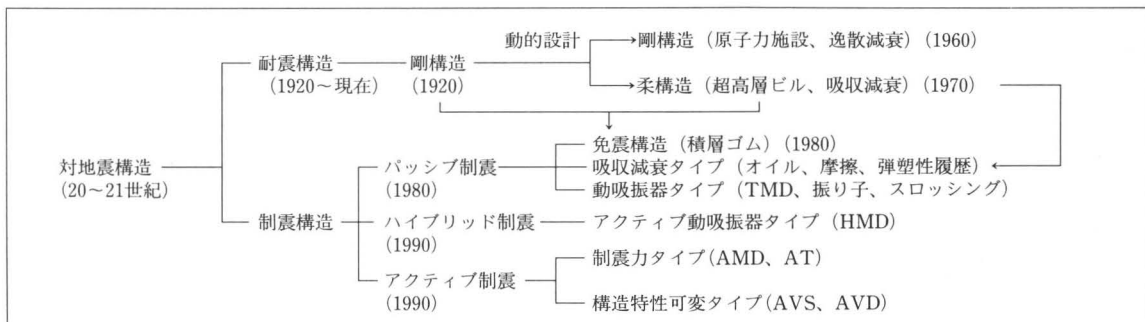 動的設計
剛構造（原子力施設、逸散減衰）（1960）
耐震構造
剛構造
（1920～現在）
（1920）
柔構造（超高層ビル、吸収減衰）（1970）
免震構造（積層ゴム）（1980）
対地震構造
（20～21世紀）
パッシブ制震
（1980）
吸収減衰タイプ（オイル、摩擦、弾塑性履歴）
動吸振器タイプ（TMD、振り子、スロッシング）
制震構造
ハイブリッド制震
（1990）
アクティブ動吸振器タイプ（HMD）
制震力タイプ（AMD、AT）
アクティブ制震
（1990）
構造特性可変タイプ（AVS、AVD）